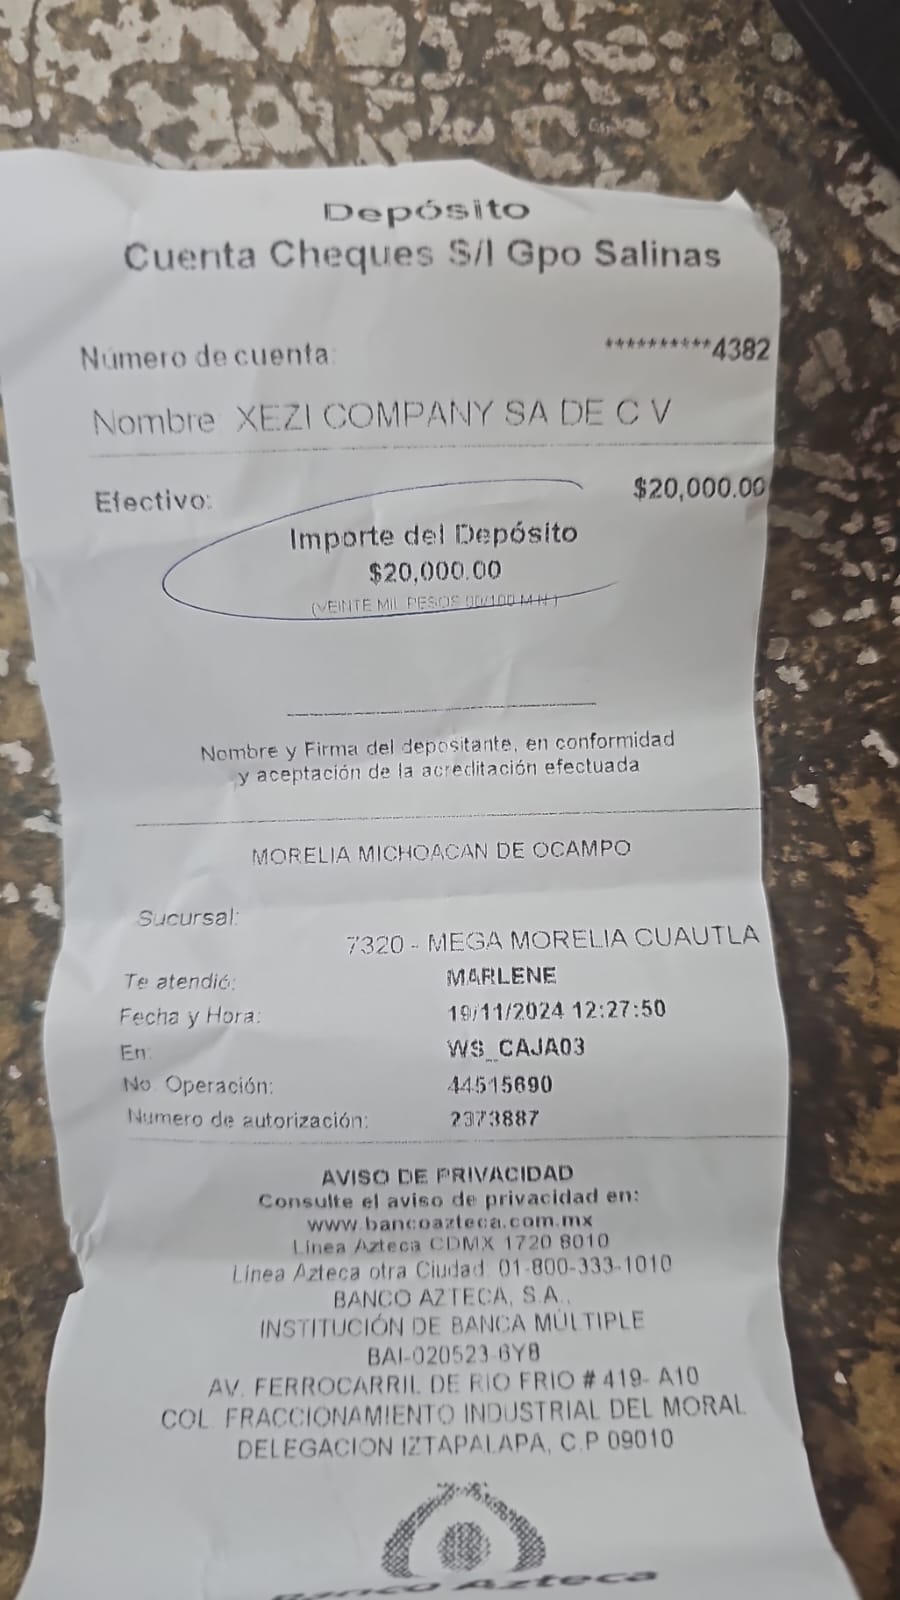 Depósito
Cuenta Cheques S/I Gpo Salinas
Número de cuenta: **********4382
Nombre XEZI COMPANY SA DE C V
Efectivo: $20,000.00
Importe del Depósito
$20,000.00
(VEINTE MIL PESOS 00/100 M N )
Nombre y Firma del depositante, en conformidad
y aceptación de la acreditación efectuada
MORELIA MICHOACAN DE OCAMPO
Sucursal:
7320 - MEGA MORELIA CUAUTLA
Te atendió: MARLENE
Fecha y Hora: 19/11/2024 12:27:50
En: WS_CAJA03
No. Operación: 44515690
Numero de autorización: 2373887
AVISO DE PRIVACIDAD
Consulte el aviso de privacidad en:
www.bancoazteca.com.mx
Línea Azteca CDMX 1720 8010
Línea Azteca otra Ciudad: 01-800-333-1010
BANCO AZTECA, S.A.,
INSTITUCIÓN DE BANCA MÚLTIPLE
BAI-020523-6Y8
AV. FERROCARRIL DE RIO FRIO # 419- A10
COL. FRACCIONAMIENTO INDUSTRIAL DEL MORAL
DELEGACION IZTAPALAPA, C.P 09010
Banco Azteca